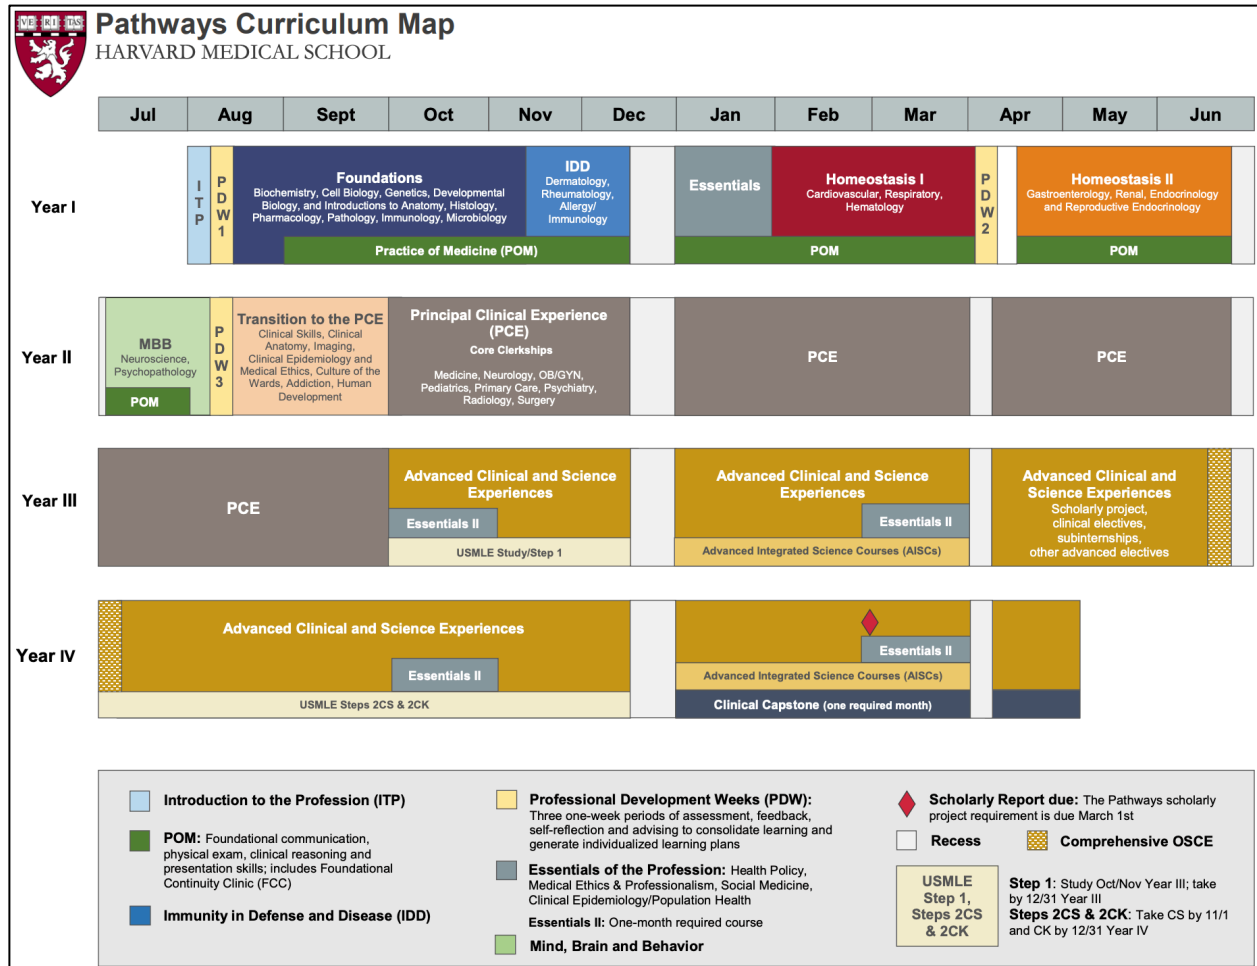 VE RI TAS
Pathways Curriculum Map
HARVARD MEDICAL SCHOOL
Jul Aug Sept Oct Nov Dec Jan Feb Mar Apr May Jun
Year I
ITP
PDW1
Foundations
Biochemistry, Cell Biology, Genetics, Developmental
Biology, and Introductions to Anatomy, Histology,
Pharmacology, Pathology, Immunology, Microbiology
IDD
Dermatology,
Rheumatology,
Allergy/
Immunology
Practice of Medicine (POM)
Essentials
Homeostasis I
Cardiovascular, Respiratory,
Hematology
POM
PDW2
Homeostasis II
Gastroenterology, Renal, Endocrinology
and Reproductive Endocrinology
POM
Year II
MBB
Neuroscience,
Psychopathology
POM
PDW3
Transition to the PCE
Clinical Skills, Clinical
Anatomy, Imaging,
Clinical Epidemiology and
Medical Ethics, Culture of the
Wards, Addiction, Human
Development
Principal Clinical Experience
(PCE)
Core Clerkships
Medicine, Neurology, OB/GYN,
Pediatrics, Primary Care, Psychiatry,
Radiology, Surgery
PCE
PCE
Year III
PCE
Advanced Clinical and Science
Experiences
Essentials II
USMLE Study/Step 1
Advanced Clinical and Science
Experiences
Essentials II
Advanced Integrated Science Courses (AISCs)
Advanced Clinical and
Science Experiences
Scholarly project,
clinical electives,
subinternships,
other advanced electives
Year IV
Advanced Clinical and Science Experiences
Essentials II
USMLE Steps 2CS & 2CK
Essentials II
Advanced Integrated Science Courses (AISCs)
Clinical Capstone (one required month)
Introduction to the Profession (ITP)
POM: Foundational communication,
physical exam, clinical reasoning and
presentation skills; includes Foundational
Continuity Clinic (FCC)
Immunity in Defense and Disease (IDD)
Professional Development Weeks (PDW):
Three one-week periods of assessment, feedback,
self-reflection and advising to consolidate learning and
generate individualized learning plans
Essentials of the Profession: Health Policy,
Medical Ethics & Professionalism, Social Medicine,
Clinical Epidemiology/Population Health
Essentials II: One-month required course
Mind, Brain and Behavior
Scholarly Report due: The Pathways scholarly
project requirement is due March 1st
Recess
Comprehensive OSCE
USMLE
Step 1,
Steps 2CS
& 2CK
Step 1: Study Oct/Nov Year III; take
by 12/31 Year III
Steps 2CS & 2CK: Take CS by 11/1
and CK by 12/31 Year IV